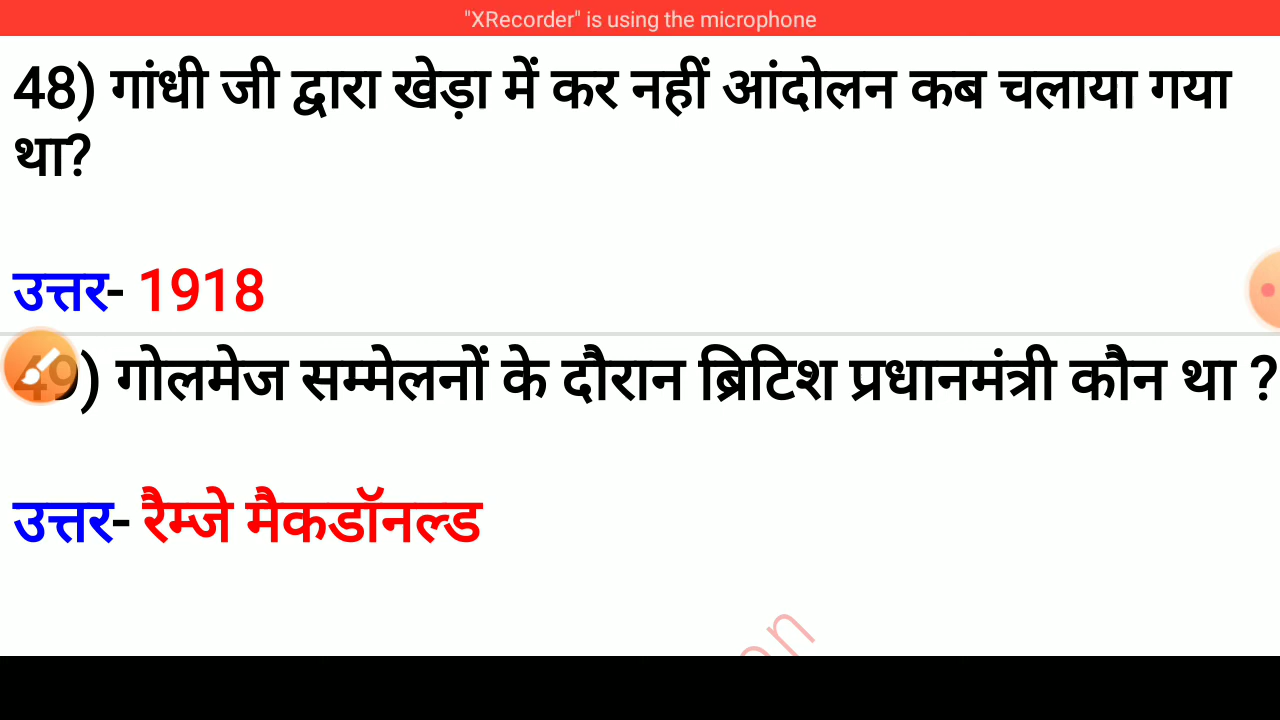 "XRecorder" is using the microphone
48) गांधी जी द्वारा खेड़ा में कर नहीं आंदोलन कब चलाया गया
था?
उत्तर- 1918
49) गोलमेज सम्मेलनों के दौरान ब्रिटिश प्रधानमंत्री कौन था ?
उत्तर- रैम्जे मैकडॉनल्ड